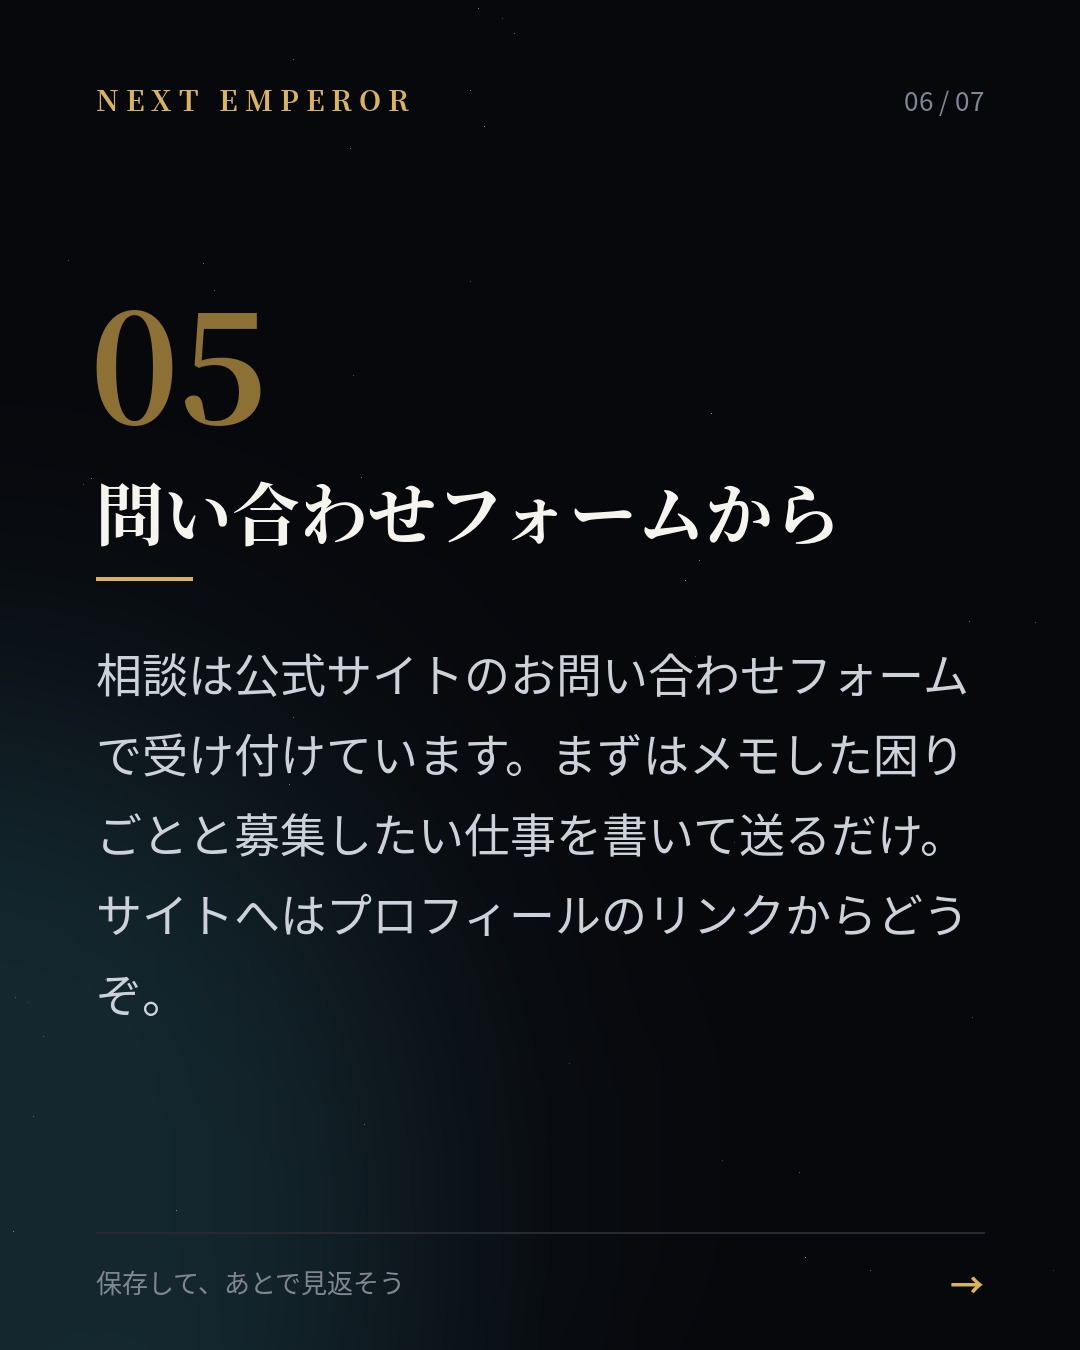 NEXT EMPEROR
06 / 07
05
問い合わせフォームから
相談は公式サイトのお問い合わせフォーム
で受け付けています。まずはメモした困り
ごとと募集したい仕事を書いて送るだけ。
サイトへはプロフィールのリンクからどう
ぞ。
保存して、あとで見返そう
→